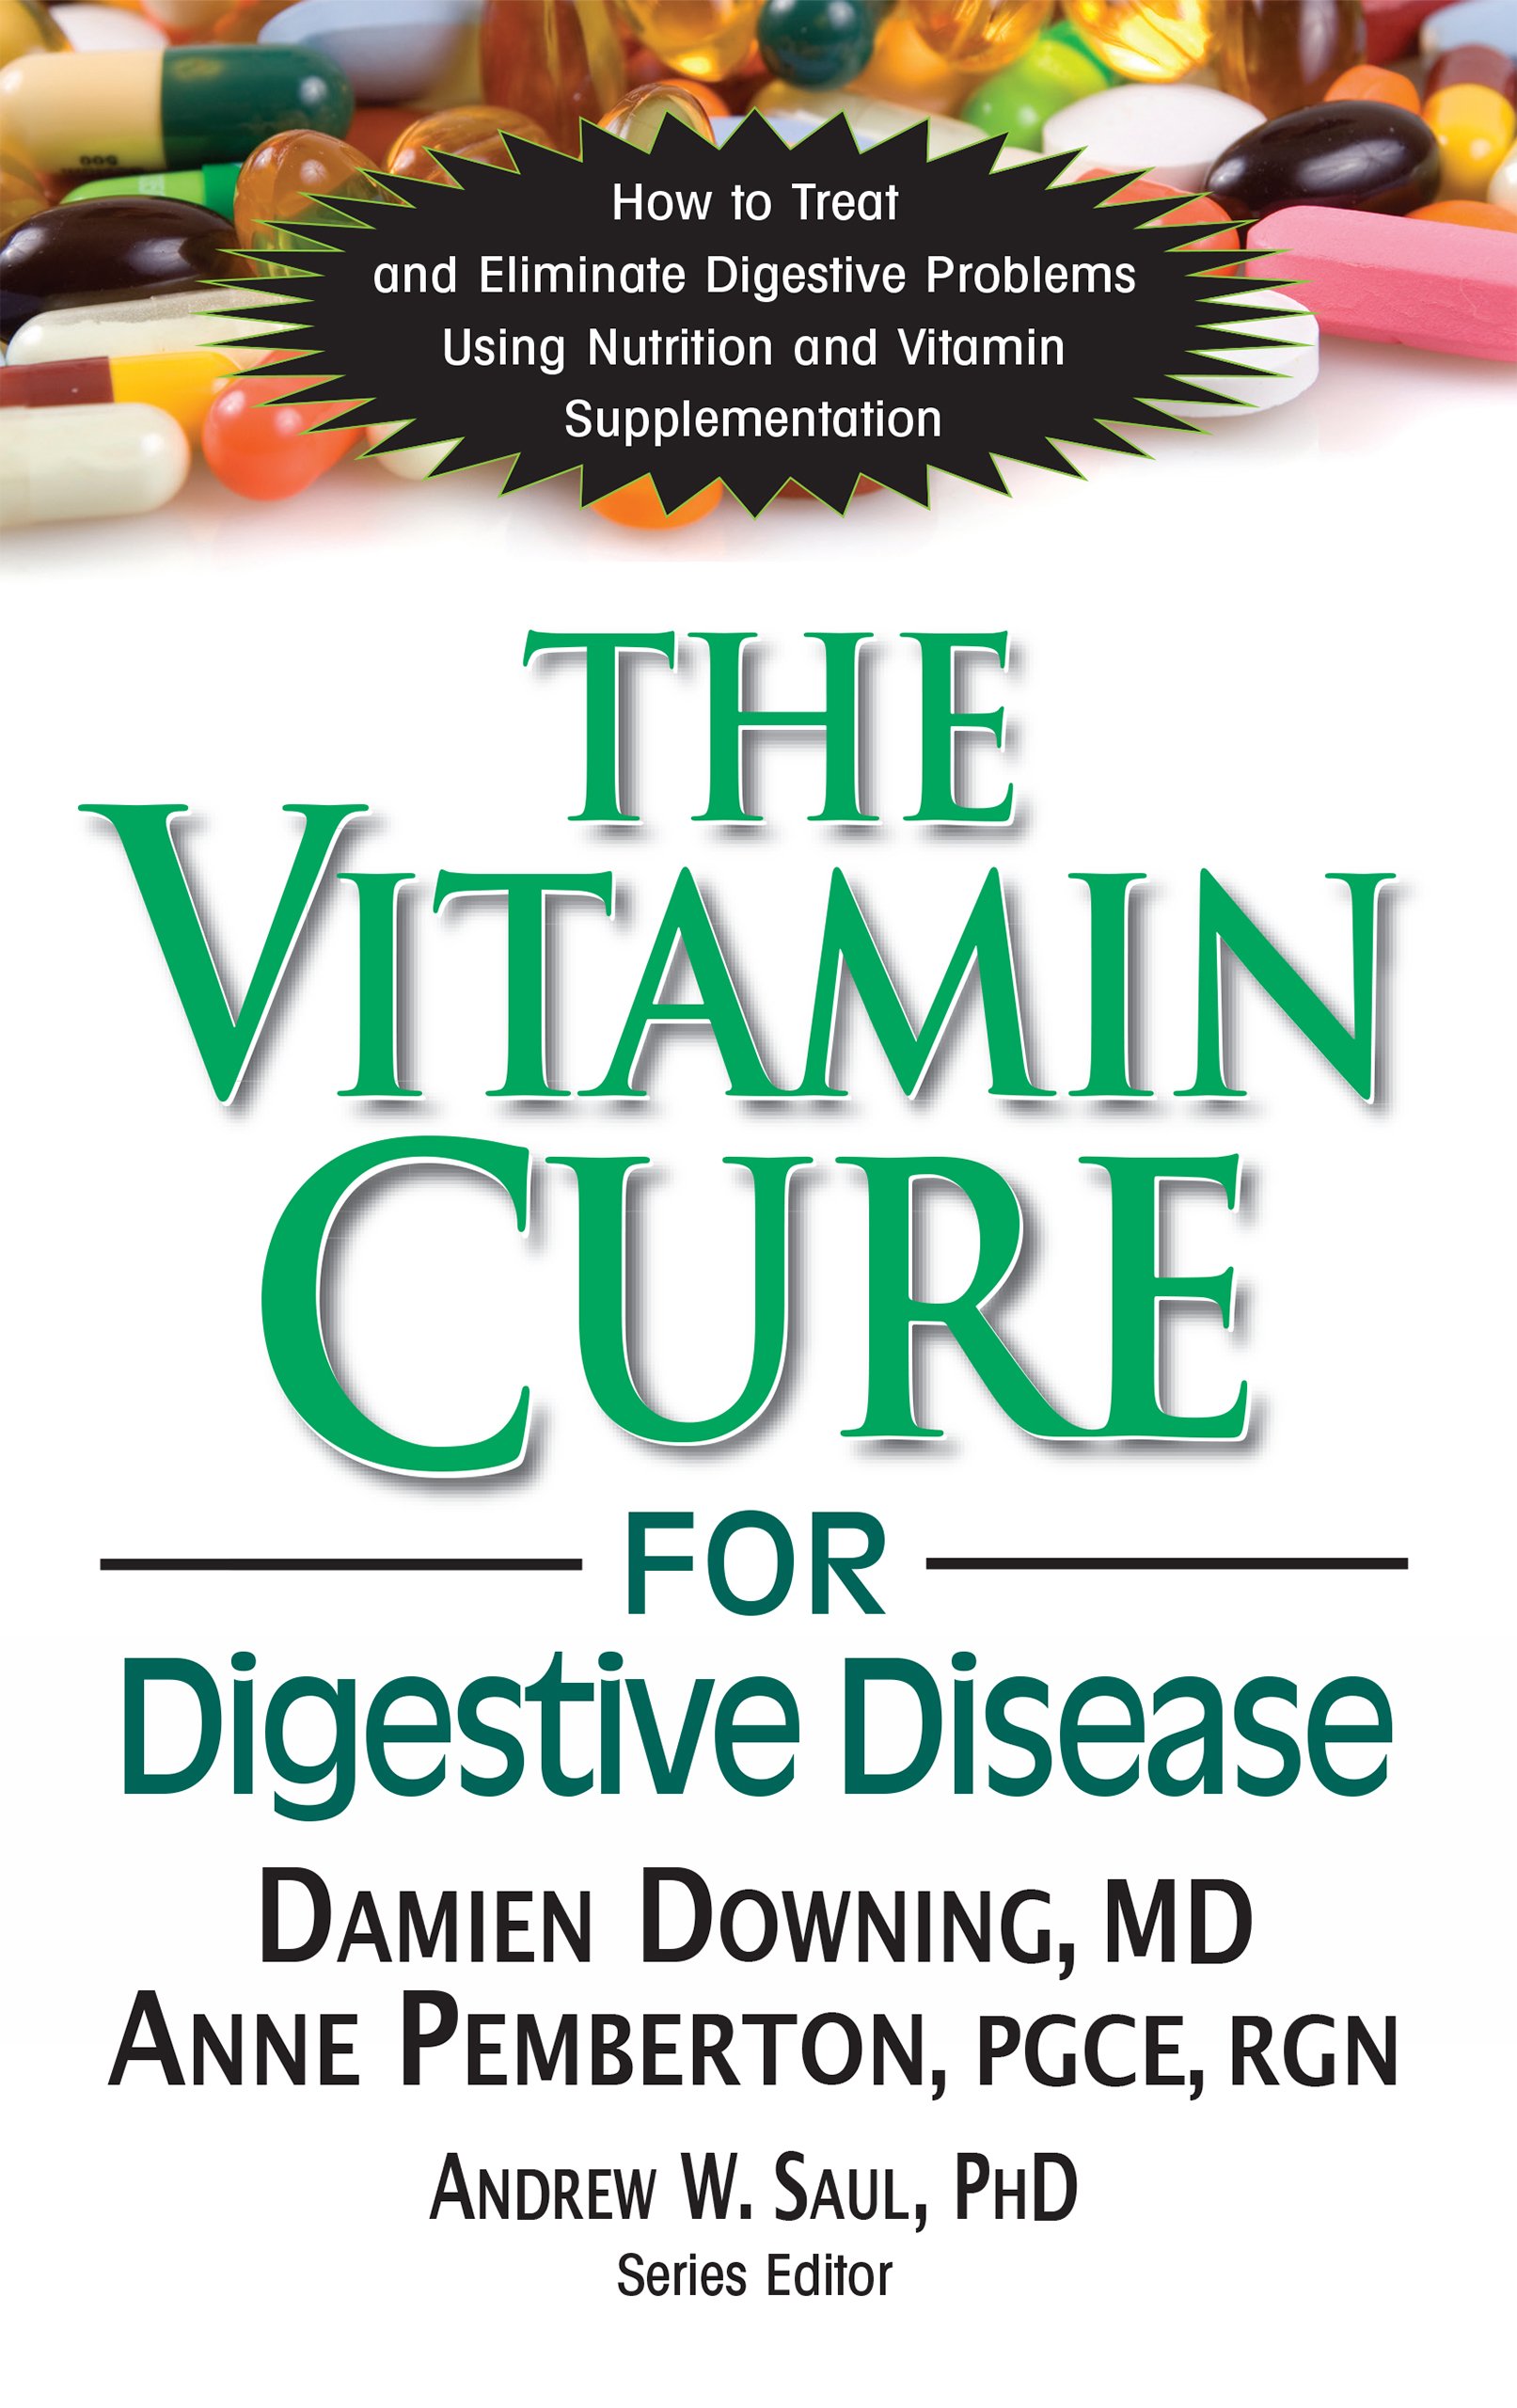 How to Treat
and Eliminate Digestive Problems
Using Nutrition and Vitamin
Supplementation
THE
VITAMIN
CURE
FOR
Digestive Disease
DAMIEN DOWNING, MD
ANNE PEMBERTON, PGCE, RGN
ANDREW W. SAUL, PHD
Series Editor